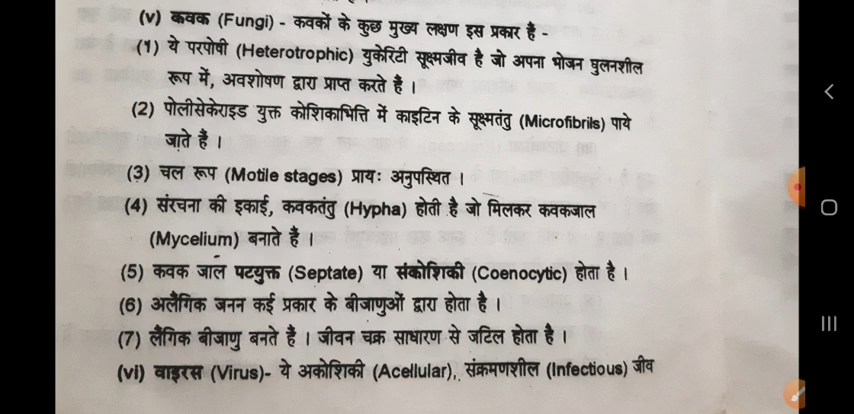 (v) कवक (Fungi) - कवकों के कुछ मुख्य लक्षण इस प्रकार है -
(1) ये परपोषी (Heterotrophic) युकेरिटी सूक्ष्मजीव है जो अपना भोजन घुलनशील
रूप में, अवशोषण द्वारा प्राप्त करते हैं ।
(2) पोलीसेकेराइड युक्त कोशिकाभित्ति में काइटिन के सूक्ष्मतंतु (Microfibrils) पाये
जाते हैं ।
(3) चल रूप (Motile stages) प्रायः अनुपस्थित ।
(4) संरचना की इकाई, कवकतंतु (Hypha) होती है जो मिलकर कवकजाल
(Mycelium) बनाते हैं ।
(5) कवक जाल पटयुक्त (Septate) या संकोशिकी (Coenocytic) होता है ।
(6) अलैंगिक जनन कई प्रकार के बीजाणुओं द्वारा होता है ।
(7) लैंगिक बीजाणु बनते हैं । जीवन चक्र साधारण से जटिल होता है ।
(vi) वाइरस (Virus)- ये अकोशिकी (Acellular), संक्रमणशील (Infectious) जीव